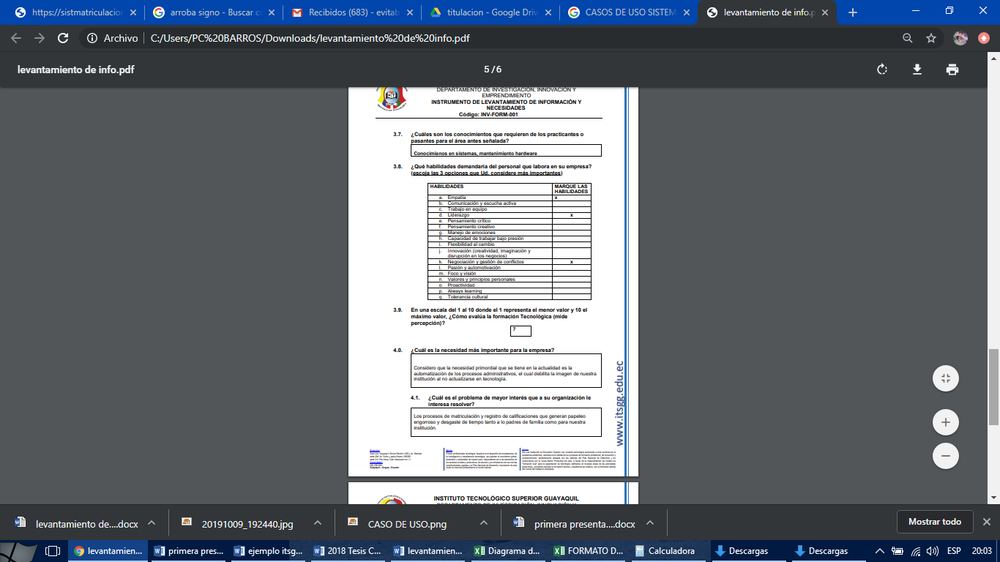 https://sistmatriculacion
arroba signo - Buscar co
Recibidos (683) - evitab
titulacion - Google Driv
CASOS DE USO SISTEM
levantamiento de info.p
Archivo
C:/Users/PC%20BARROS/Downloads/levantamiento%20de%20info.pdf
levantamiento de info.pdf
5 / 6
DEPARTAMENTO DE INVESTIGACIÓN, INNOVACIÓN Y
EMPRENDIMIENTO
INSTRUMENTO DE LEVANTAMIENTO DE INFORMACIÓN Y
NECESIDADES
Código: INV-FORM-001
3.7. ¿Cuáles son los conocimientos que requieren de los practicantes o
pasantes para el área antes señalada?
Conocimienos en sistemas, mantenimiento hardware
3.8. ¿Qué habilidades demandaría del personal que labora en su empresa?
(escoja las 3 opciones que Ud. considere más importantes)
HABILIDADES MARQUE LAS
HABILIDADES
a. Empatía x
b. Comunicación y escucha activa
c. Trabajo en equipo
d. Liderazgo x
e. Pensamiento crítico
f. Pensamiento creativo
g. Manejo de emociones
h. Capacidad de trabajar bajo presión
i. Flexibilidad al cambio
j. Innovación (creatividad, imaginación y
disrupción en los negocios)
k. Negociación y gestión de conflictos x
l. Pasión y automotivación
m. Foco y visión
n. Valores y principios personales
o. Proactividad
p. Always learning
q. Tolerancia cultural
3.9. En una escala del 1 al 10 donde el 1 representa el menor valor y 10 el
máximo valor, ¿Cómo evalúa la formación Tecnológica (mide
percepción)?
7
4.0. ¿Cuál es la necesidad más importante para la empresa?
Considero que la necesidad primordial que se tiene en la actualidad es la
automatización de los procesos administrativos, el cual debilita la imagen de nuestra
institución al no actualizarse en tecnología.
4.1. ¿Cuál es el problema de mayor interés que a su organización le
interesa resolver?
Los procesos de matriculación y registro de calificaciones que generan papeleo
engorroso y desgaste de tiempo tanto a lo padres de familia como para nuestra
institución.
www.itsgg.edu.ec
Guayaquil - Guayas - Ecuador
INSTITUTO TECNOLÓGICO SUPERIOR GUAYAQUIL
DEPARTAMENTO DE INVESTIGACIÓN, INNOVACIÓN Y
levantamiento de....docx
20191009_192440.jpg
CASO DE USO.png
primera presenta....docx
Mostrar todo
levantamien...
primera pres...
ejemplo itsg...
2018 Tesis C...
levantamien...
Diagrama d...
FORMATO D...
Calculadora
Descargas
Descargas
ESP
20:03